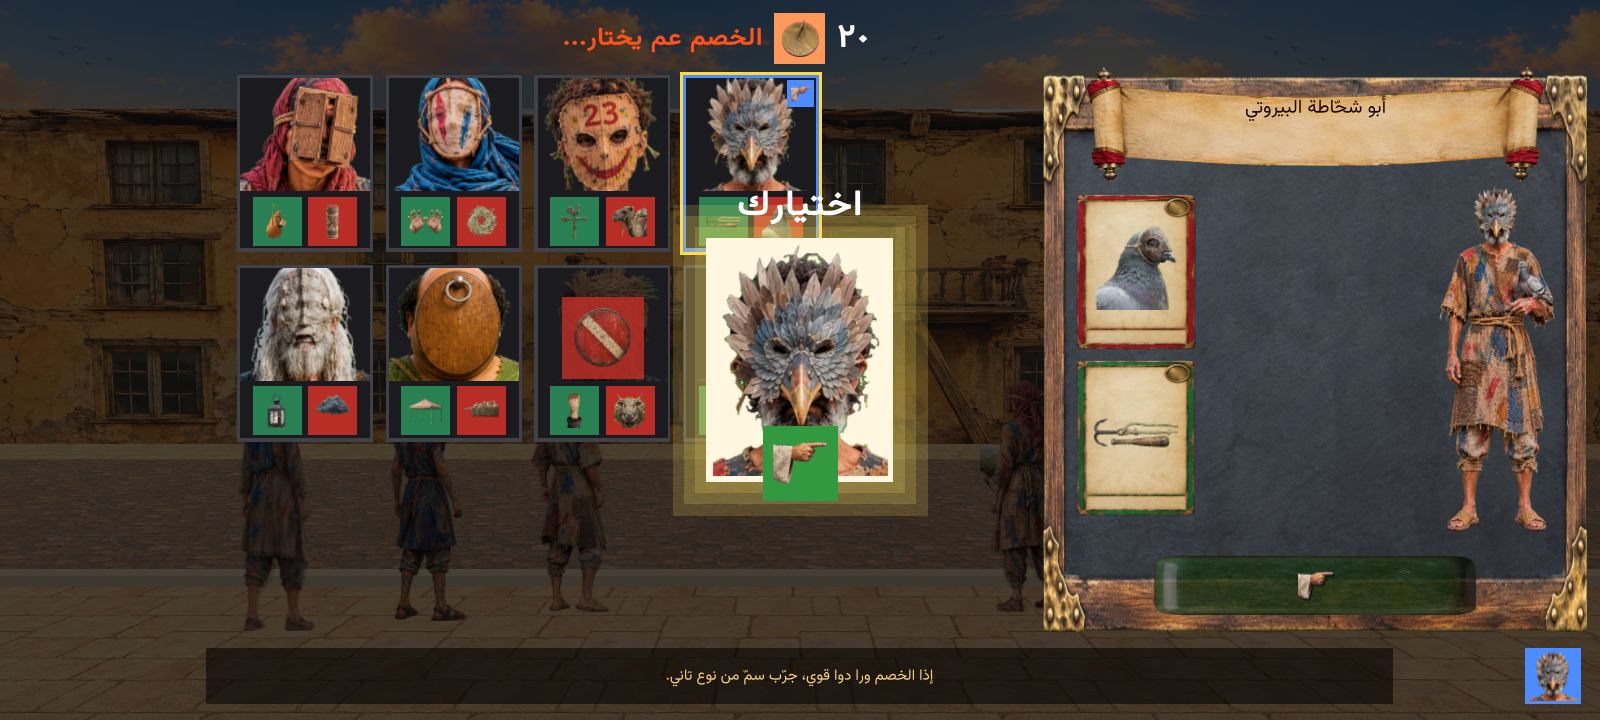 ٢٠
الخصم عم يختار...
أبو شحّاطة البيروتي
23
اختيارك
إذا الخصم ورا دوا قوي، جرّب سمّ من نوع تاني.